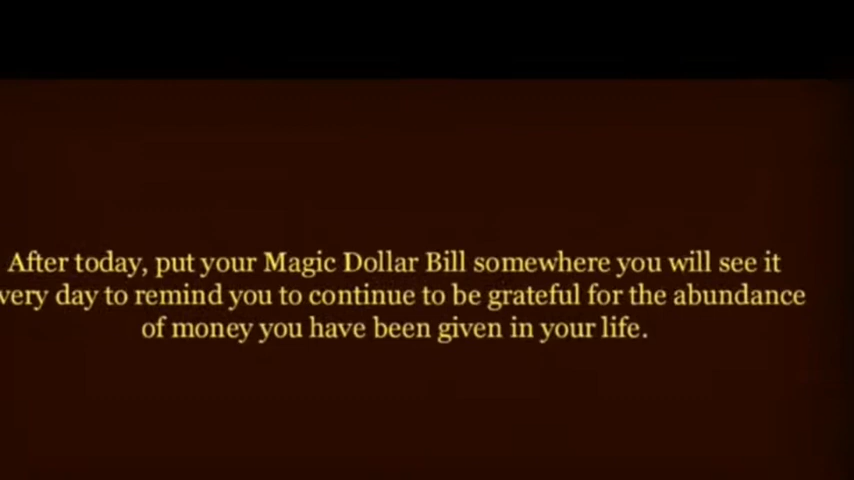 After today, put your Magic Dollar Bill somewhere you will see it
very day to remind you to continue to be grateful for the abundance
of money you have been given in your life.